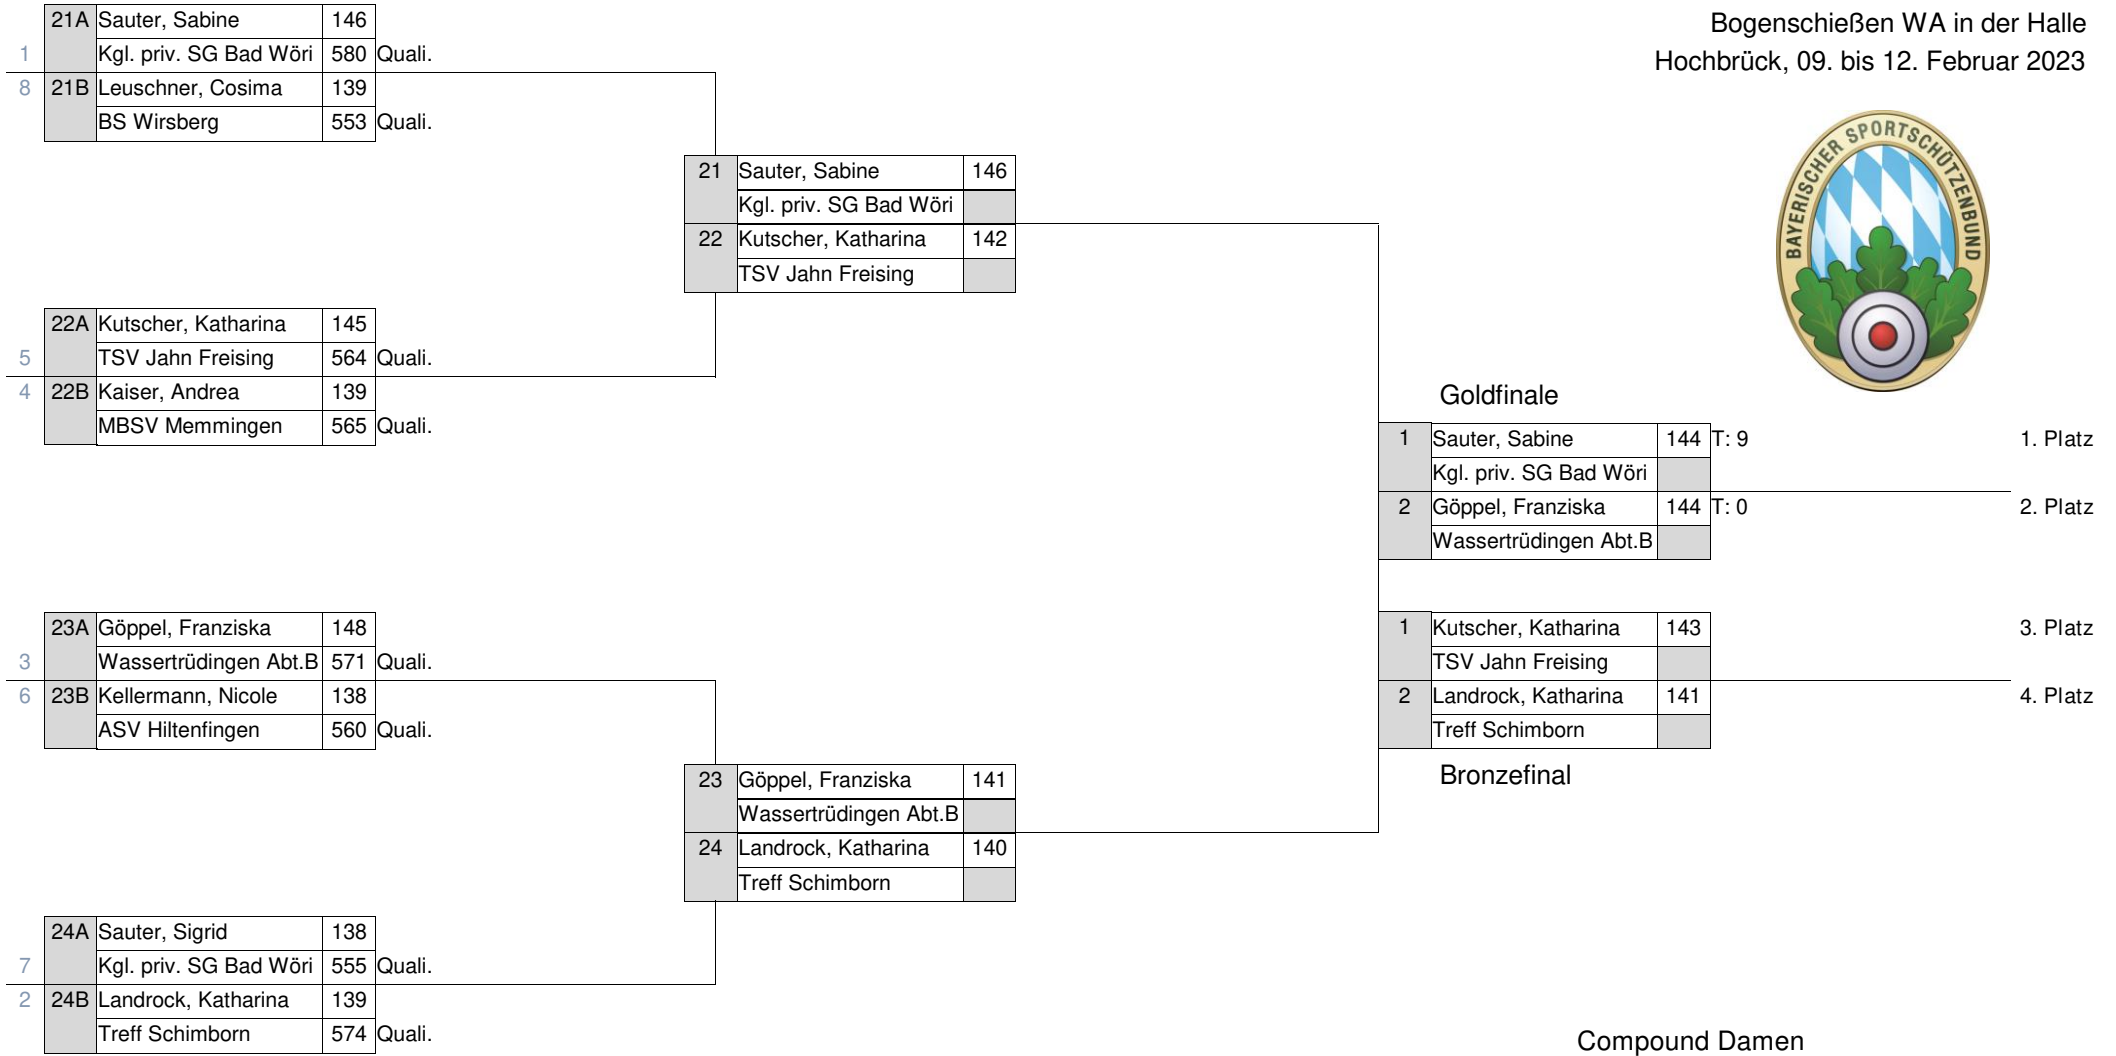 Bogenschießen WA in der Halle
Hochbrück, 09. bis 12. Februar 2023
BAYERISCHER SPORTSCHÜTZENBUND
21A Sauter, Sabine 146
1 Kgl. priv. SG Bad Wöri 580 Quali.
8 21B Leuschner, Cosima 139
BS Wirsberg 553 Quali.
21 Sauter, Sabine 146
Kgl. priv. SG Bad Wöri
22 Kutscher, Katharina 142
TSV Jahn Freising
22A Kutscher, Katharina 145
5 TSV Jahn Freising 564 Quali.
4 22B Kaiser, Andrea 139
MBSV Memmingen 565 Quali.
Goldfinale
1 Sauter, Sabine 144 T: 9 1. Platz
Kgl. priv. SG Bad Wöri
2 Göppel, Franziska 144 T: 0 2. Platz
Wassertrüdingen Abt.B
23A Göppel, Franziska 148
3 Wassertrüdingen Abt.B 571 Quali.
6 23B Kellermann, Nicole 138
ASV Hiltenfingen 560 Quali.
1 Kutscher, Katharina 143 3. Platz
TSV Jahn Freising
2 Landrock, Katharina 141 4. Platz
Treff Schimborn
Bronzefinal
23 Göppel, Franziska 141
Wassertrüdingen Abt.B
24 Landrock, Katharina 140
Treff Schimborn
24A Sauter, Sigrid 138
7 Kgl. priv. SG Bad Wöri 555 Quali.
2 24B Landrock, Katharina 139
Treff Schimborn 574 Quali.
Compound Damen